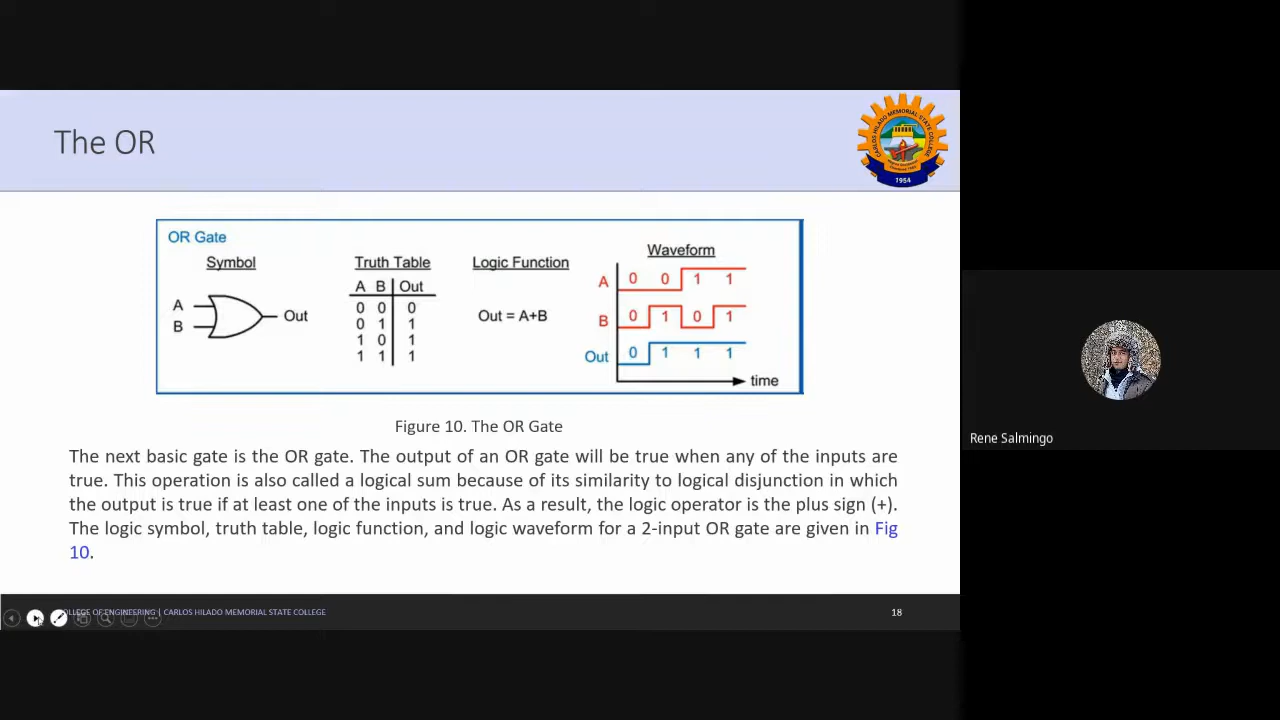 The OR
CARLOS HILADO MEMORIAL STATE COLLEGE
1954
OR Gate
Symbol
A
B
Out
Truth Table
A B Out
0 0 0
0 1 1
1 0 1
1 1 1
Logic Function
Out = A+B
Waveform
A 0 0 1 1
B 0 1 0 1
Out 0 1 1 1
time
Figure 10. The OR Gate
The next basic gate is the OR gate. The output of an OR gate will be true when any of the inputs are
true. This operation is also called a logical sum because of its similarity to logical disjunction in which
the output is true if at least one of the inputs is true. As a result, the logic operator is the plus sign (+).
The logic symbol, truth table, logic function, and logic waveform for a 2-input OR gate are given in Fig
10.
OLLEGE OF ENGINEERING | CARLOS HILADO MEMORIAL STATE COLLEGE
18
Rene Salmingo